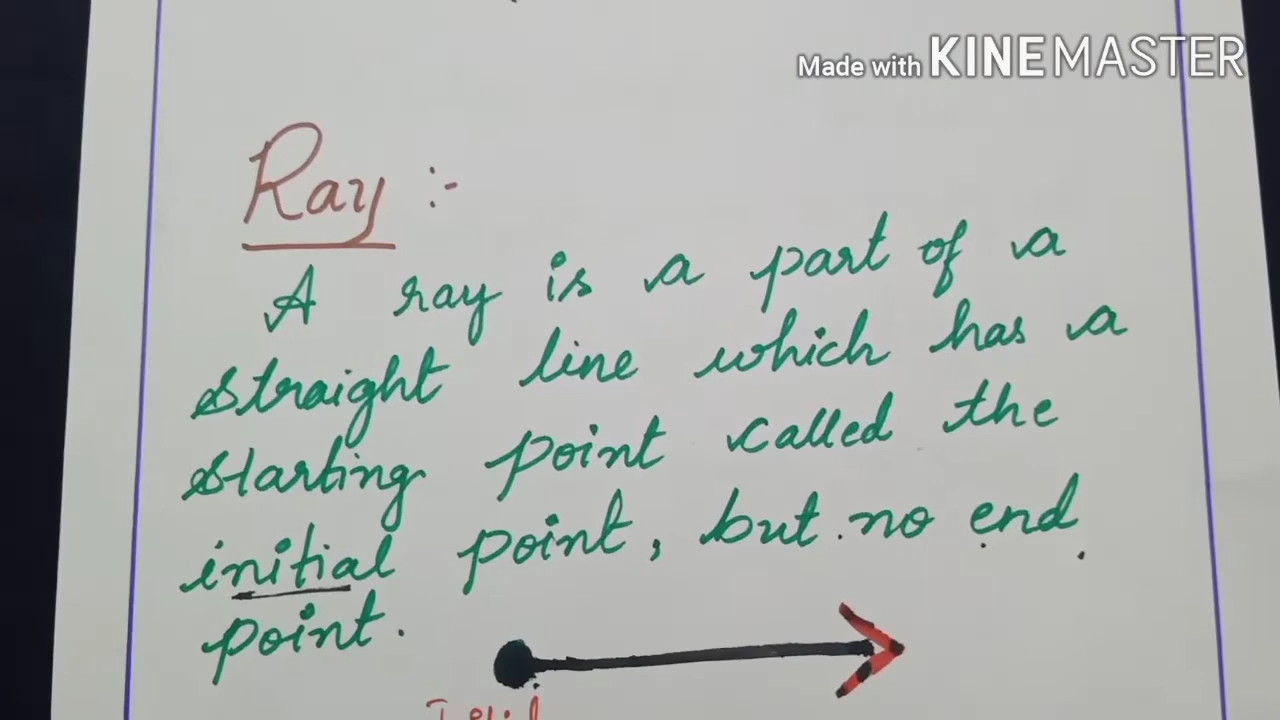 Made with KINEMASTER
Ray :-
A ray is a part of a
straight line which has a
starting point called the
initial point, but no end
point.